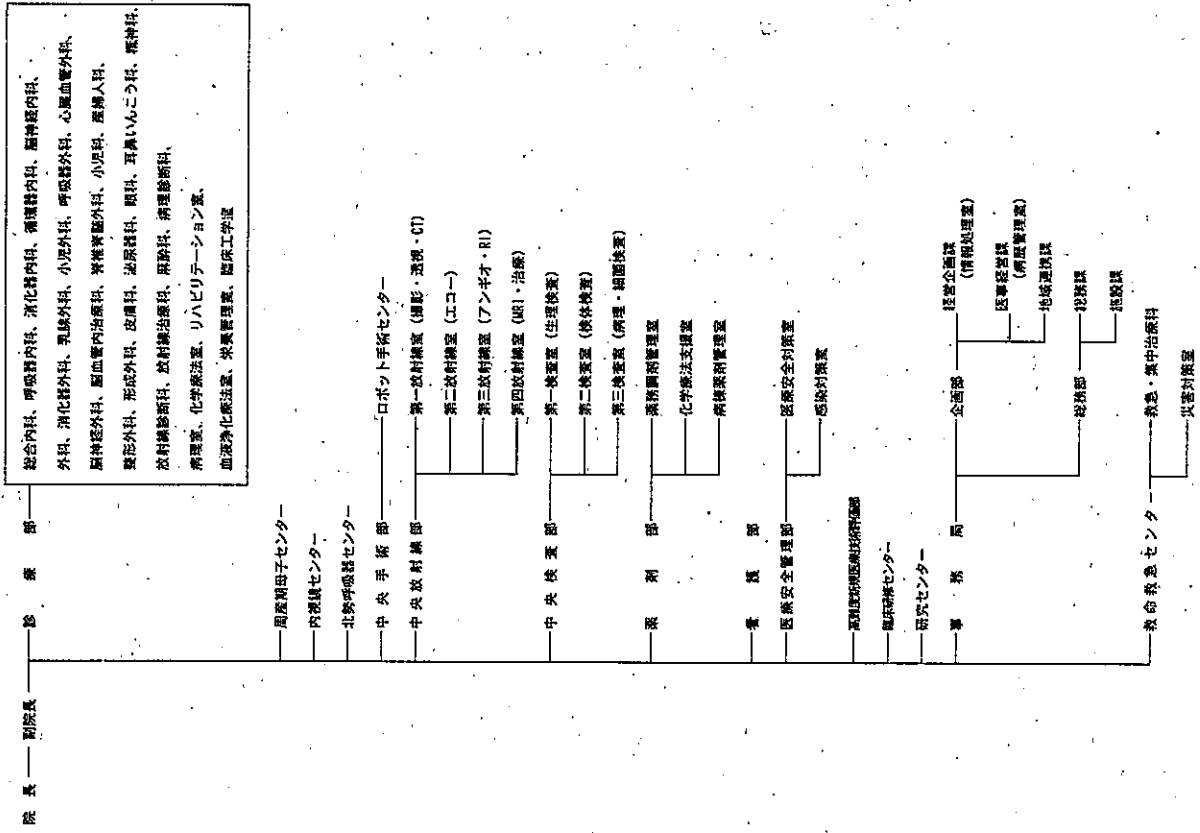 院長
副院長
診療部
総合内科、呼吸器内科、消化器内科、循環器内科、脳神経内科、
外科、消化器外科、乳腺外科、小児外科、呼吸器外科、心臓血管外科、
脳神経外科、脳血管内治療科、脊椎脊髄外科、小児科、産婦人科、
整形外科、形成外科、皮膚科、泌尿器科、眼科、耳鼻いんこう科、精神科、
放射線診断科、放射線治療科、麻酔科、病理診断科、
病理室、化学療法室、リハビリテーション室、
血液浄化療法室、栄養管理室、臨床工学室
周産期母子センター
内視鏡センター
北勢呼吸器センター
中央手術部
ロボット手術センター
中央放射線部
第一放射線室(撮影・透視・CT)
第二放射線室(エコー)
第三放射線室(アンギオ・RI)
第四放射線室(MRI・治療)
中央検査部
第一検査室(生理検査)
第二検査室(検体検査)
第三検査室(病理・細菌検査)
薬剤部
薬務調剤管理室
化学療法支援室
病棟薬剤管理室
看護部
医療安全管理部
医療安全対策室
感染対策室
高難度新規医療技術評価部
臨床研修センター
研究センター
事務局
企画部
経営企画課
(情報処理室)
医事経営課
(病歴管理室)
地域連携課
総務部
総務課
施設課
救命救急センター
救急・集中治療科
災害対策室